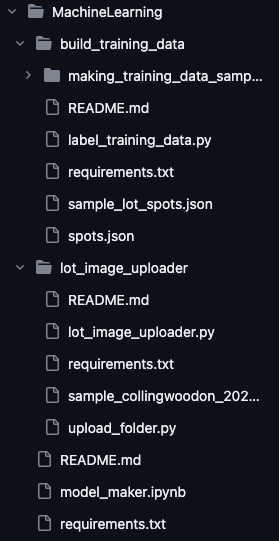 MachineLearning
build_training_data
making_training_data_samp...
README.md
label_training_data.py
requirements.txt
sample_lot_spots.json
spots.json
lot_image_uploader
README.md
lot_image_uploader.py
requirements.txt
sample_collingwoodon_202...
upload_folder.py
README.md
model_maker.ipynb
requirements.txt